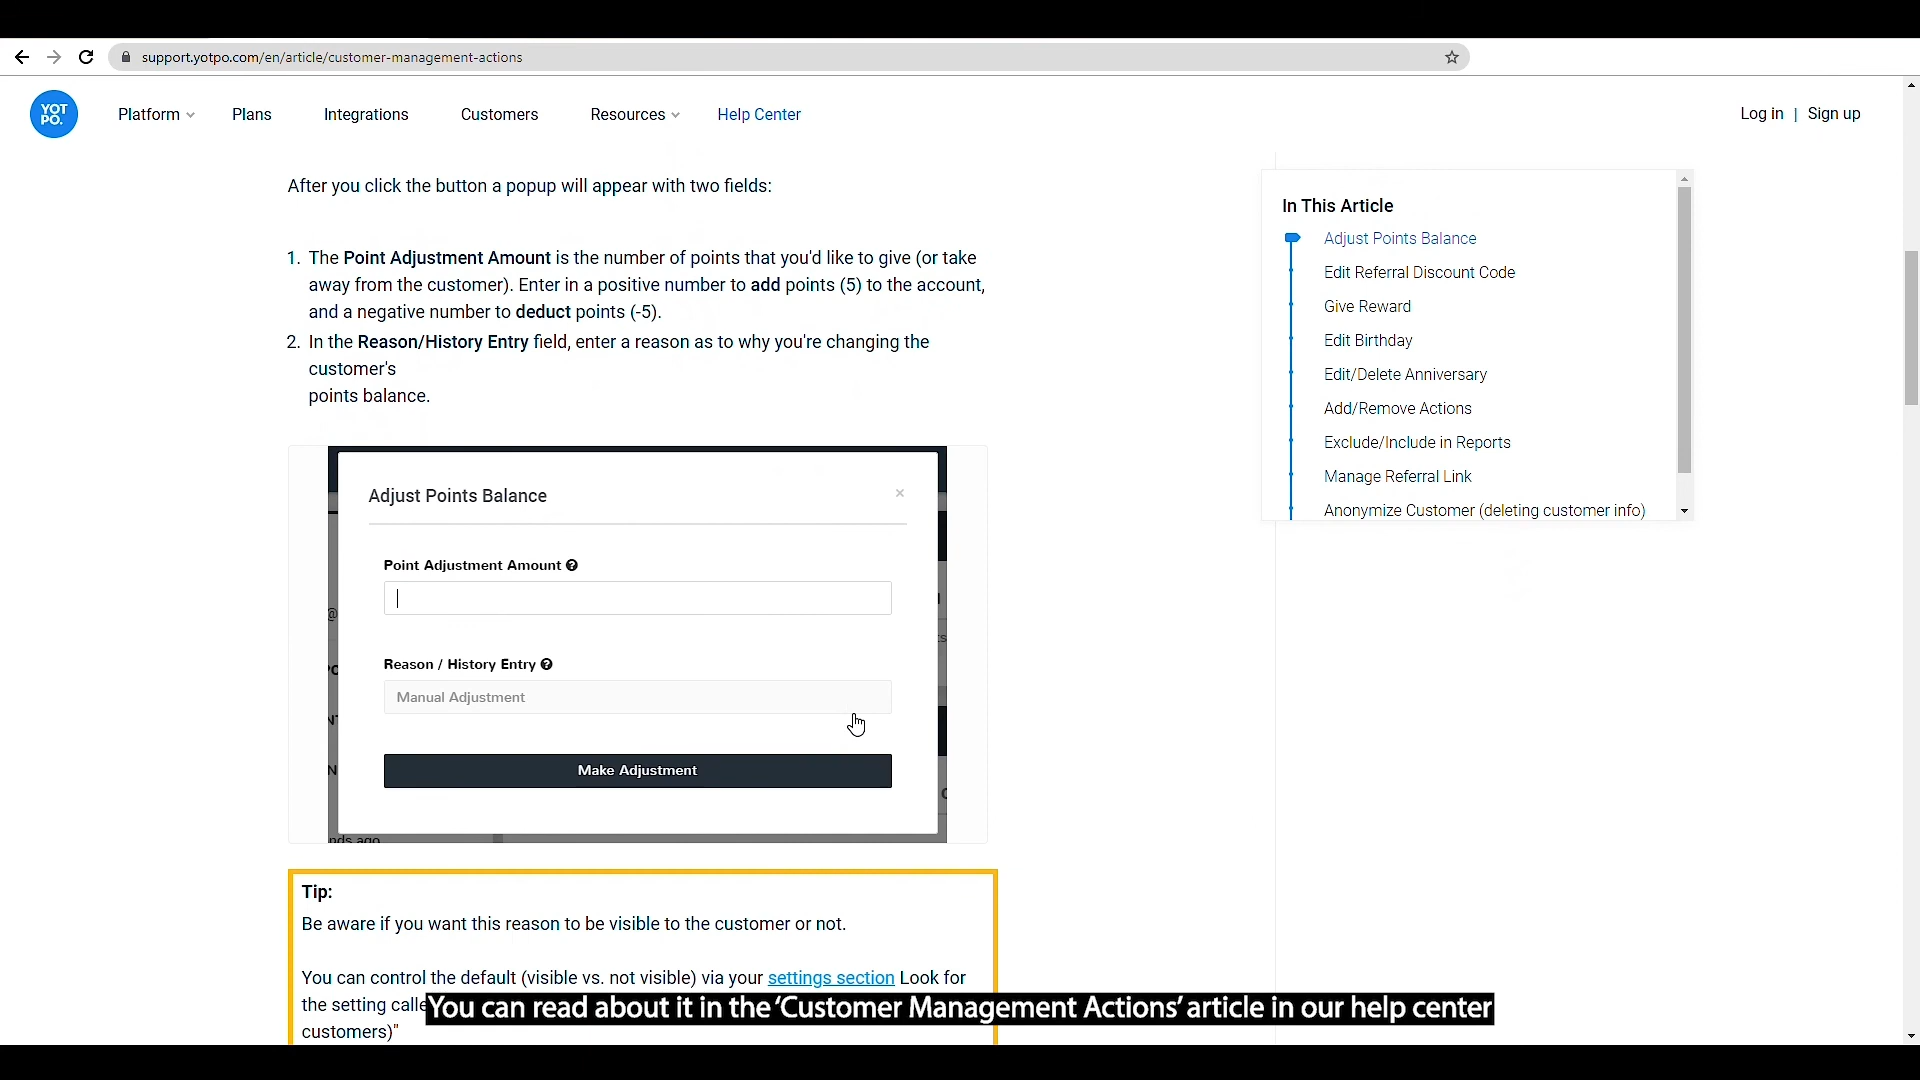 support.yotpo.com/en/article/customer-management-actions
YOT
PO.
Platform
Plans
Integrations
Customers
Resources
Help Center
Log in | Sign up
After you click the button a popup will appear with two fields:
1. The Point Adjustment Amount is the number of points that you'd like to give (or take
away from the customer). Enter in a positive number to add points (5) to the account,
and a negative number to deduct points (-5).
2. In the Reason/History Entry field, enter a reason as to why you're changing the
customer's
points balance.
In This Article
Adjust Points Balance
Edit Referral Discount Code
Give Reward
Edit Birthday
Edit/Delete Anniversary
Add/Remove Actions
Exclude/Include in Reports
Manage Referral Link
Anonymize Customer (deleting customer info)
Adjust Points Balance
×
Point Adjustment Amount
Reason / History Entry
Manual Adjustment
Make Adjustment
nds ago
Tip:
Be aware if you want this reason to be visible to the customer or not.
You can control the default (visible vs. not visible) via your settings section Look for
the setting calle
customers)"
You can read about it in the ‘Customer Management Actions’ article in our help center